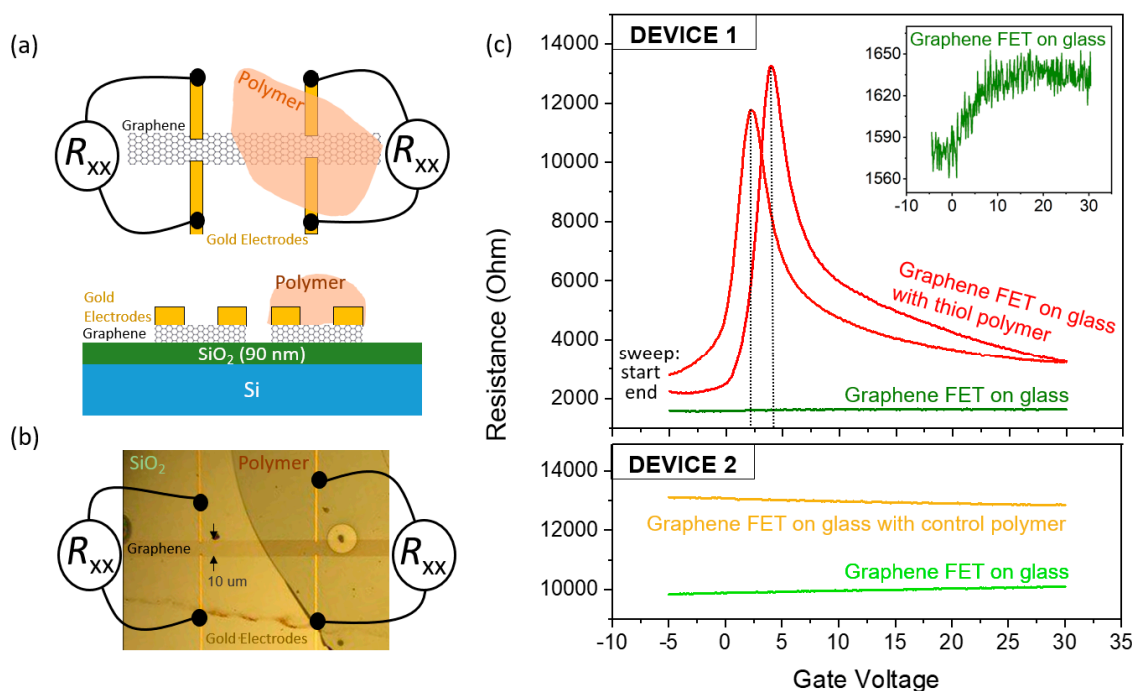 (a)
Polymer
Graphene
Rxx
Rxx
Gold Electrodes
Polymer
Gold
Electrodes
Graphene
SiO2 (90 nm)
Si
(b)
SiO2
Polymer
Rxx
Graphene
Rxx
10 um
Gold Electrodes
(c)
DEVICE 1
Graphene FET on glass
1650
1620
1590
1560
-10 0 10 20 30
14000
12000
10000
8000
6000
4000
2000
Resistance (Ohm)
Graphene FET on glass
with thiol polymer
sweep:
start
end
Graphene FET on glass
DEVICE 2
14000
12000
10000
Graphene FET on glass with control polymer
Graphene FET on glass
-10 -5 0 5 10 15 20 25 30 35
Gate Voltage